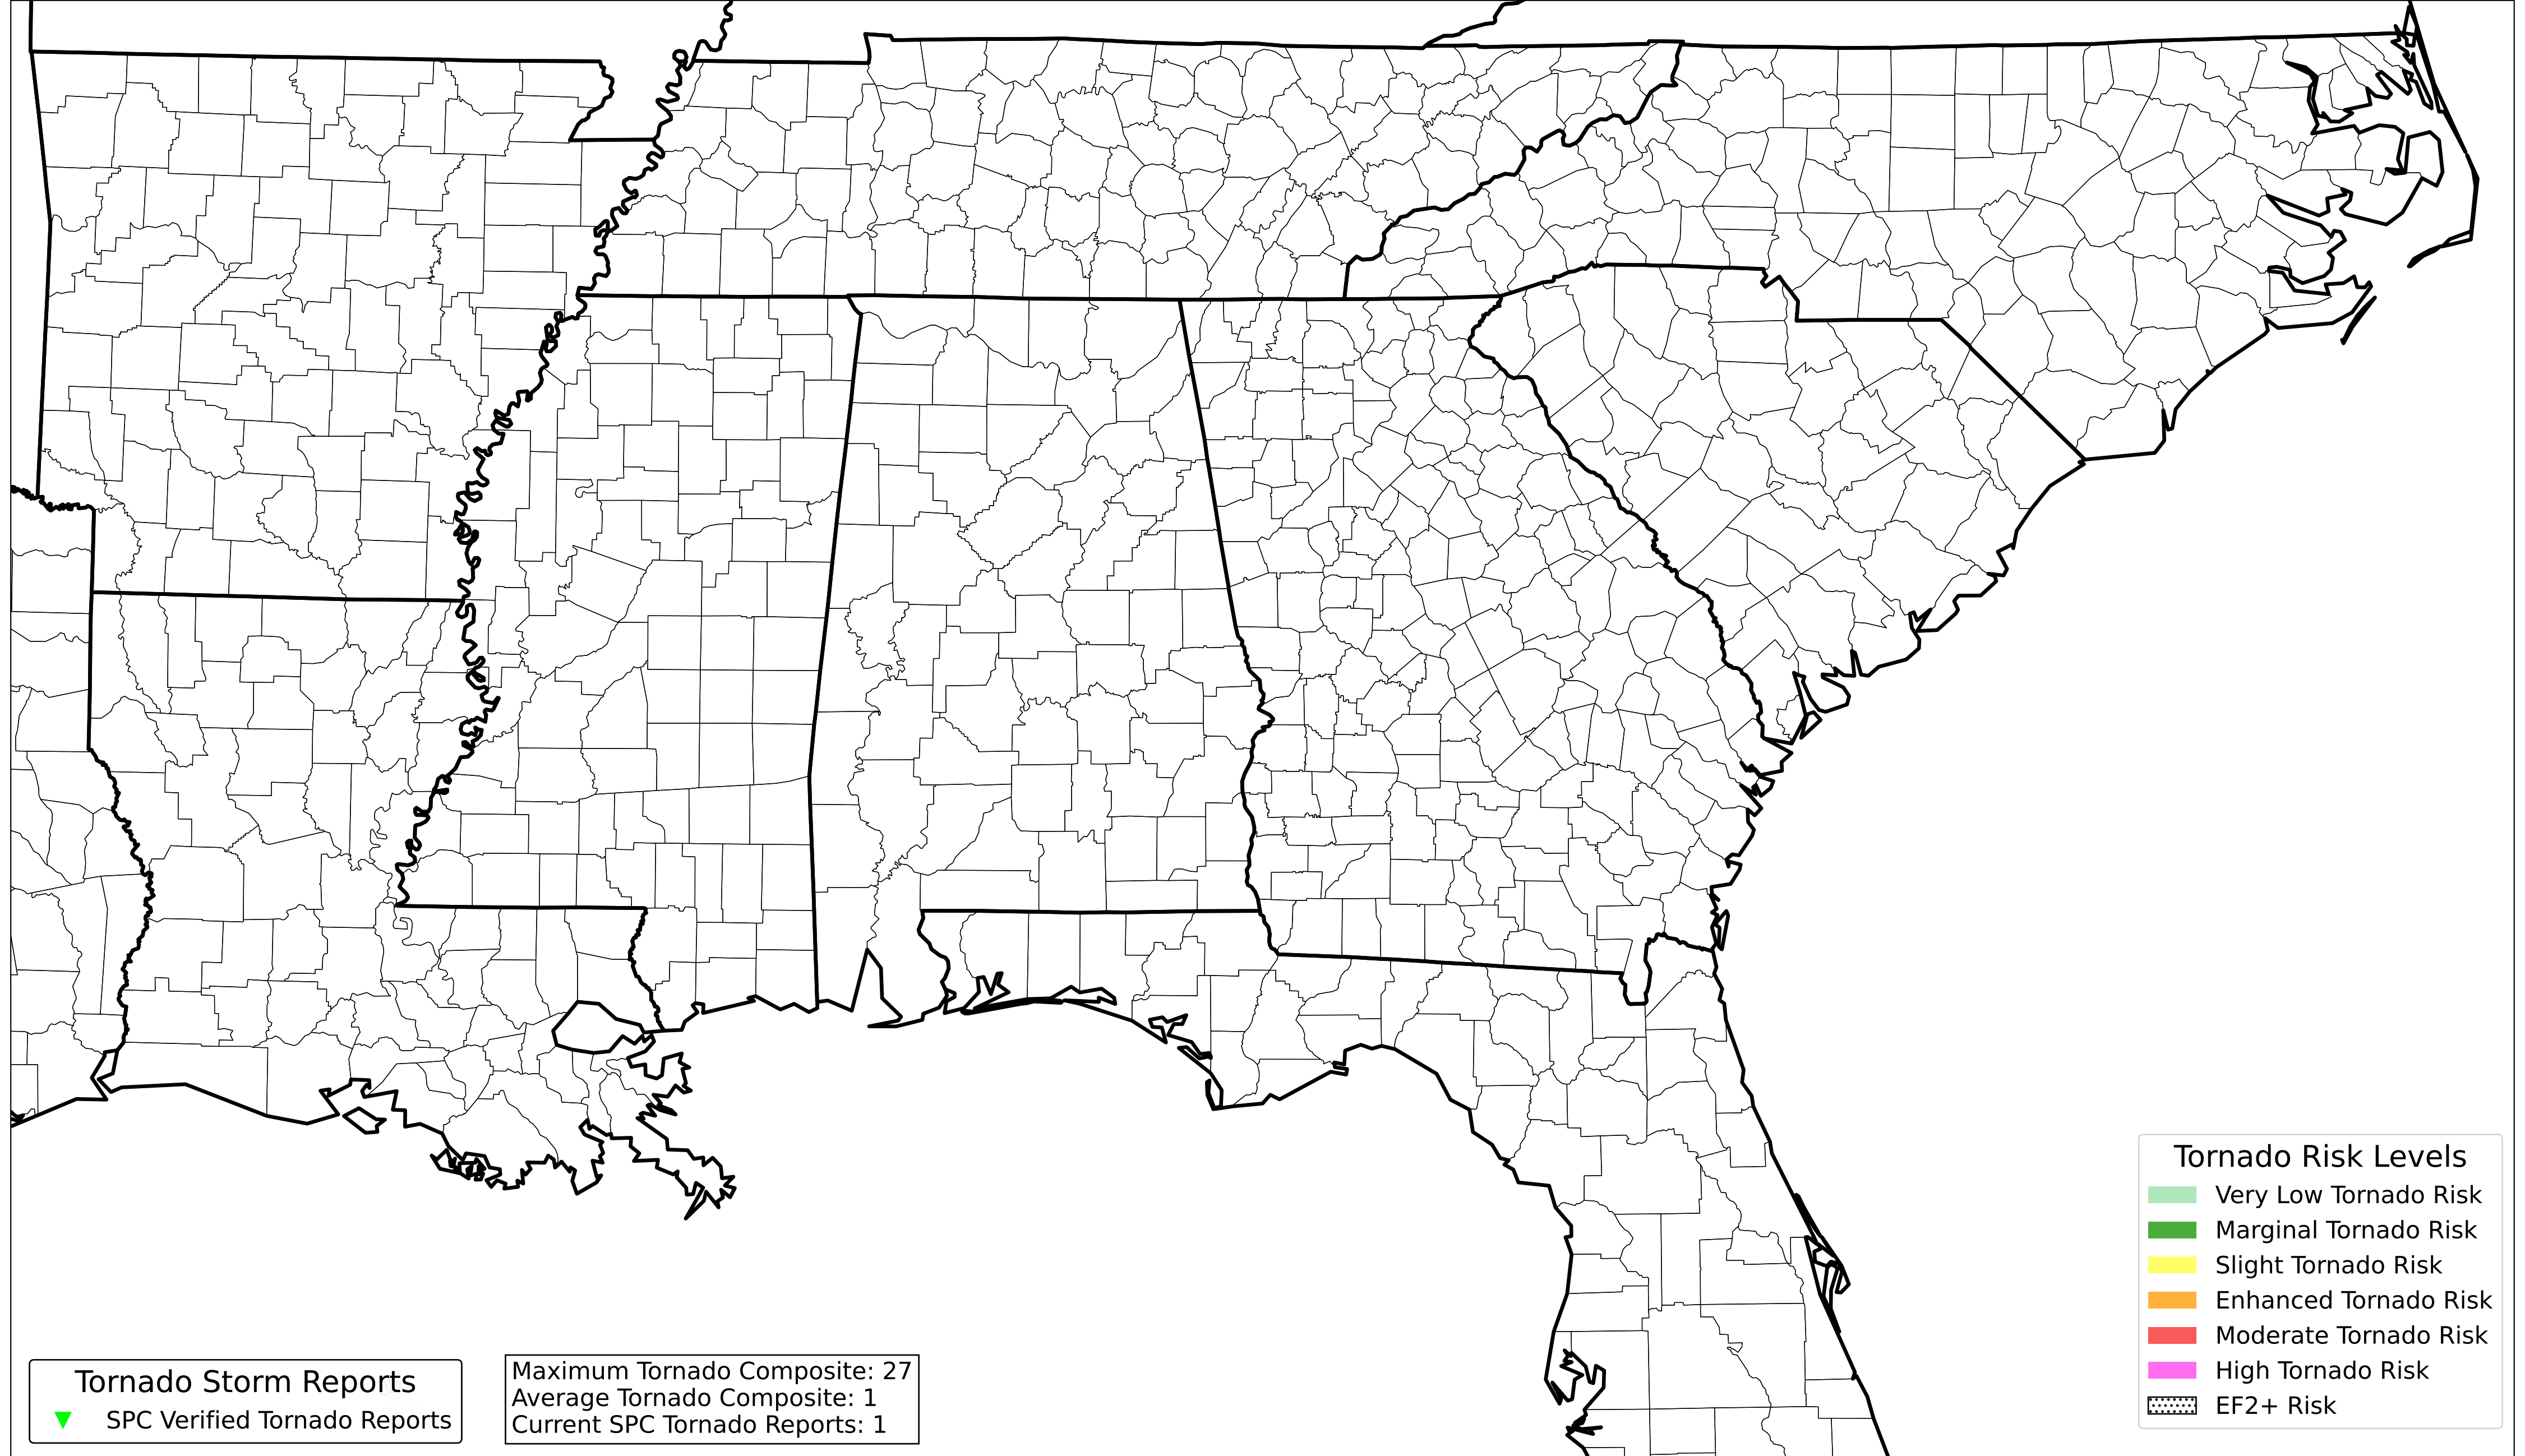 Tornado Storm Reports
SPC Verified Tornado Reports
Maximum Tornado Composite: 27
Average Tornado Composite: 1
Current SPC Tornado Reports: 1
Tornado Risk Levels
Very Low Tornado Risk
Marginal Tornado Risk
Slight Tornado Risk
Enhanced Tornado Risk
Moderate Tornado Risk
High Tornado Risk
EF2+ Risk